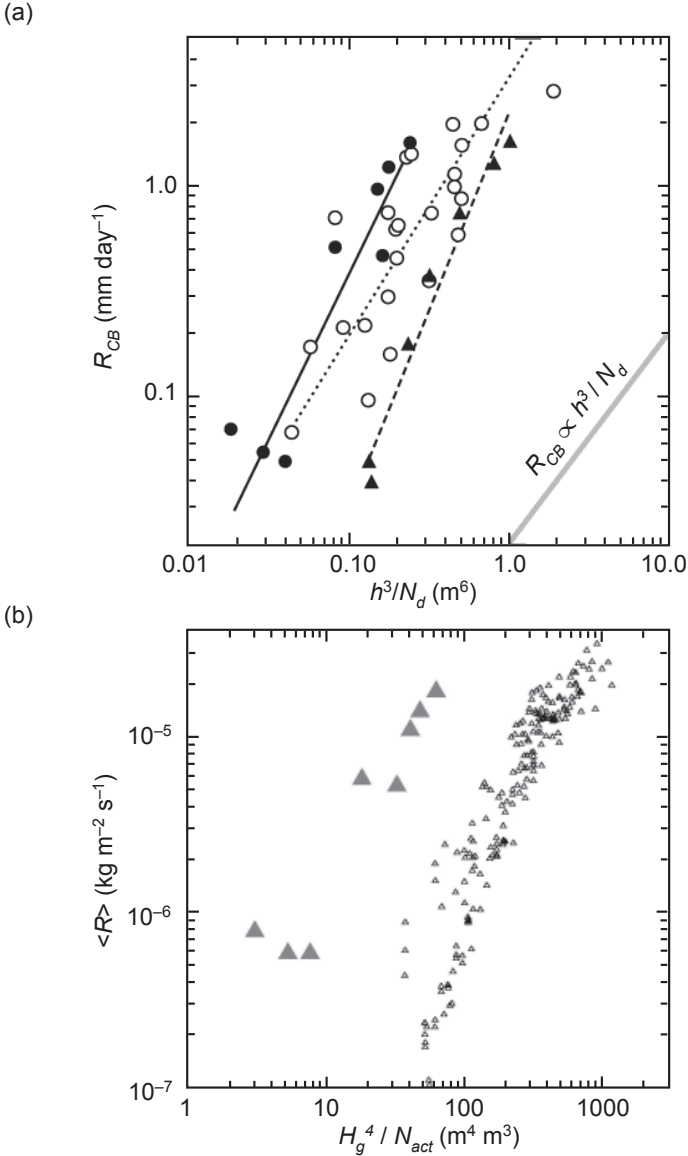 (a)
1.0
0.1
R_CB (mm day⁻¹)
R_CB ∝ h³ / N_d
0.01
0.10
1.0
10.0
h³/N_d (m⁶)
(b)
10⁻⁵
10⁻⁶
10⁻⁷
<R> (kg m⁻² s⁻¹)
1
10
100
1000
H_g⁴ / N_act (m⁴ m³)